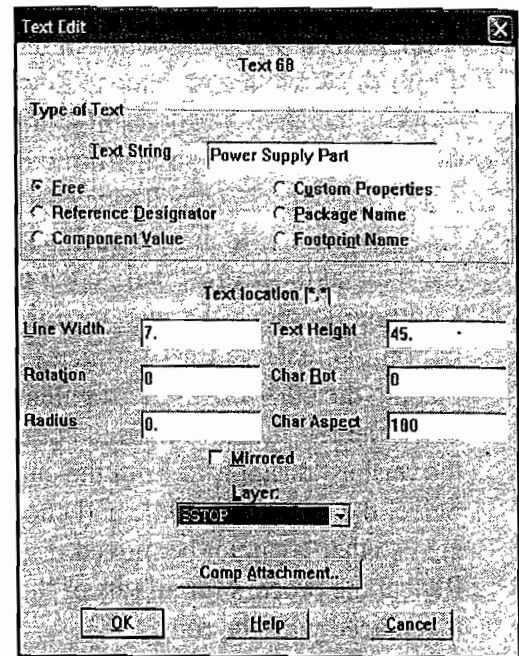 Text Edit
Text 68
Type of Text
Text String Power Supply Part
Free Custom Properties
Reference Designator Package Name
Component Value Footprint Name
Text location [*,*]
Line Width 7. Text Height 45.
Rotation 0 Char Rot 0
Radius 0. Char Aspect 100
Mirrored
Layer:
SSTOP
Comp Attachment..
OK Help Cancel